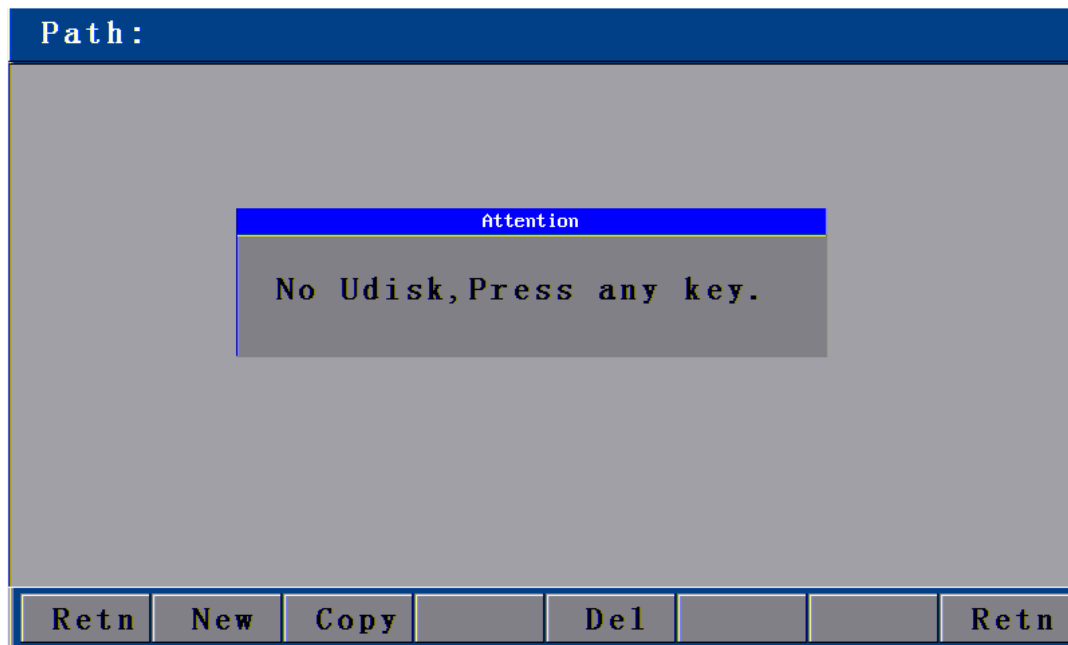 Path:
Attention
No Udisk,Press any key.
Retn New Copy Del Retn